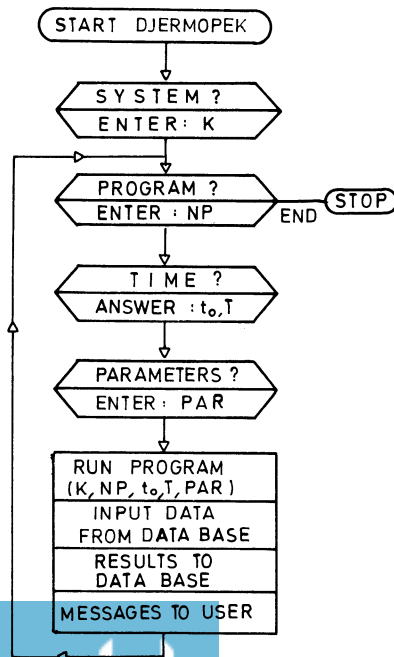 START DJERMOPEK
SYSTEM ?
ENTER: K
PROGRAM ?
ENTER : NP
END
STOP
TIME ?
ANSWER : t₀,T
PARAMETERS ?
ENTER: PAR
RUN PROGRAM
(K, NP, t₀,T, PAR)
INPUT DATA
FROM DATA BASE
RESULTS TO
DATA BASE
MESSAGES TO USER